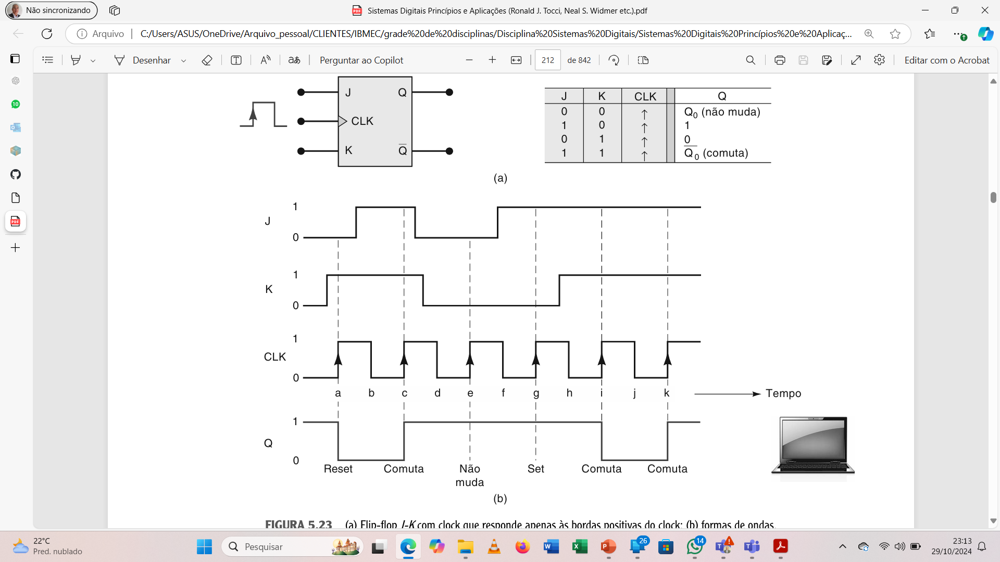 Não sincronizando
Sistemas Digitais Princípios e Aplicações (Ronald J. Tocci, Neal S. Widmer etc.).pdf
Arquivo
C:/Users/ASUS/OneDrive/Arquivo_pessoal/CLIENTES/IBMEC/grade%20de%20disciplinas/Disciplina%20Sistemas%20Digitais/Sistemas%20Digitais%20Princípios%20e%20Aplicaç...
Desenhar
aあ
Perguntar ao Copilot
212 de 842
Editar com o Acrobat
10
PDF
J Q
CLK
K Q̅
J K CLK Q
0 0 ↑ Q₀ (não muda)
1 0 ↑ 1
0 1 ↑ 0
1 1 ↑ Q̅₀ (comuta)
(a)
1
J
0
1
K
0
1
CLK
0
a b c d e f g h i j k Tempo
1
Q
0
Reset Comuta Não muda Set Comuta Comuta
(b)
FIGURA 5.23 (a) Flip-flop J-K com clock que responde apenas às bordas positivas do clock; (b) formas de ondas.
22°C
Pred. nublado
Pesquisar
26
14
23:13
29/10/2024